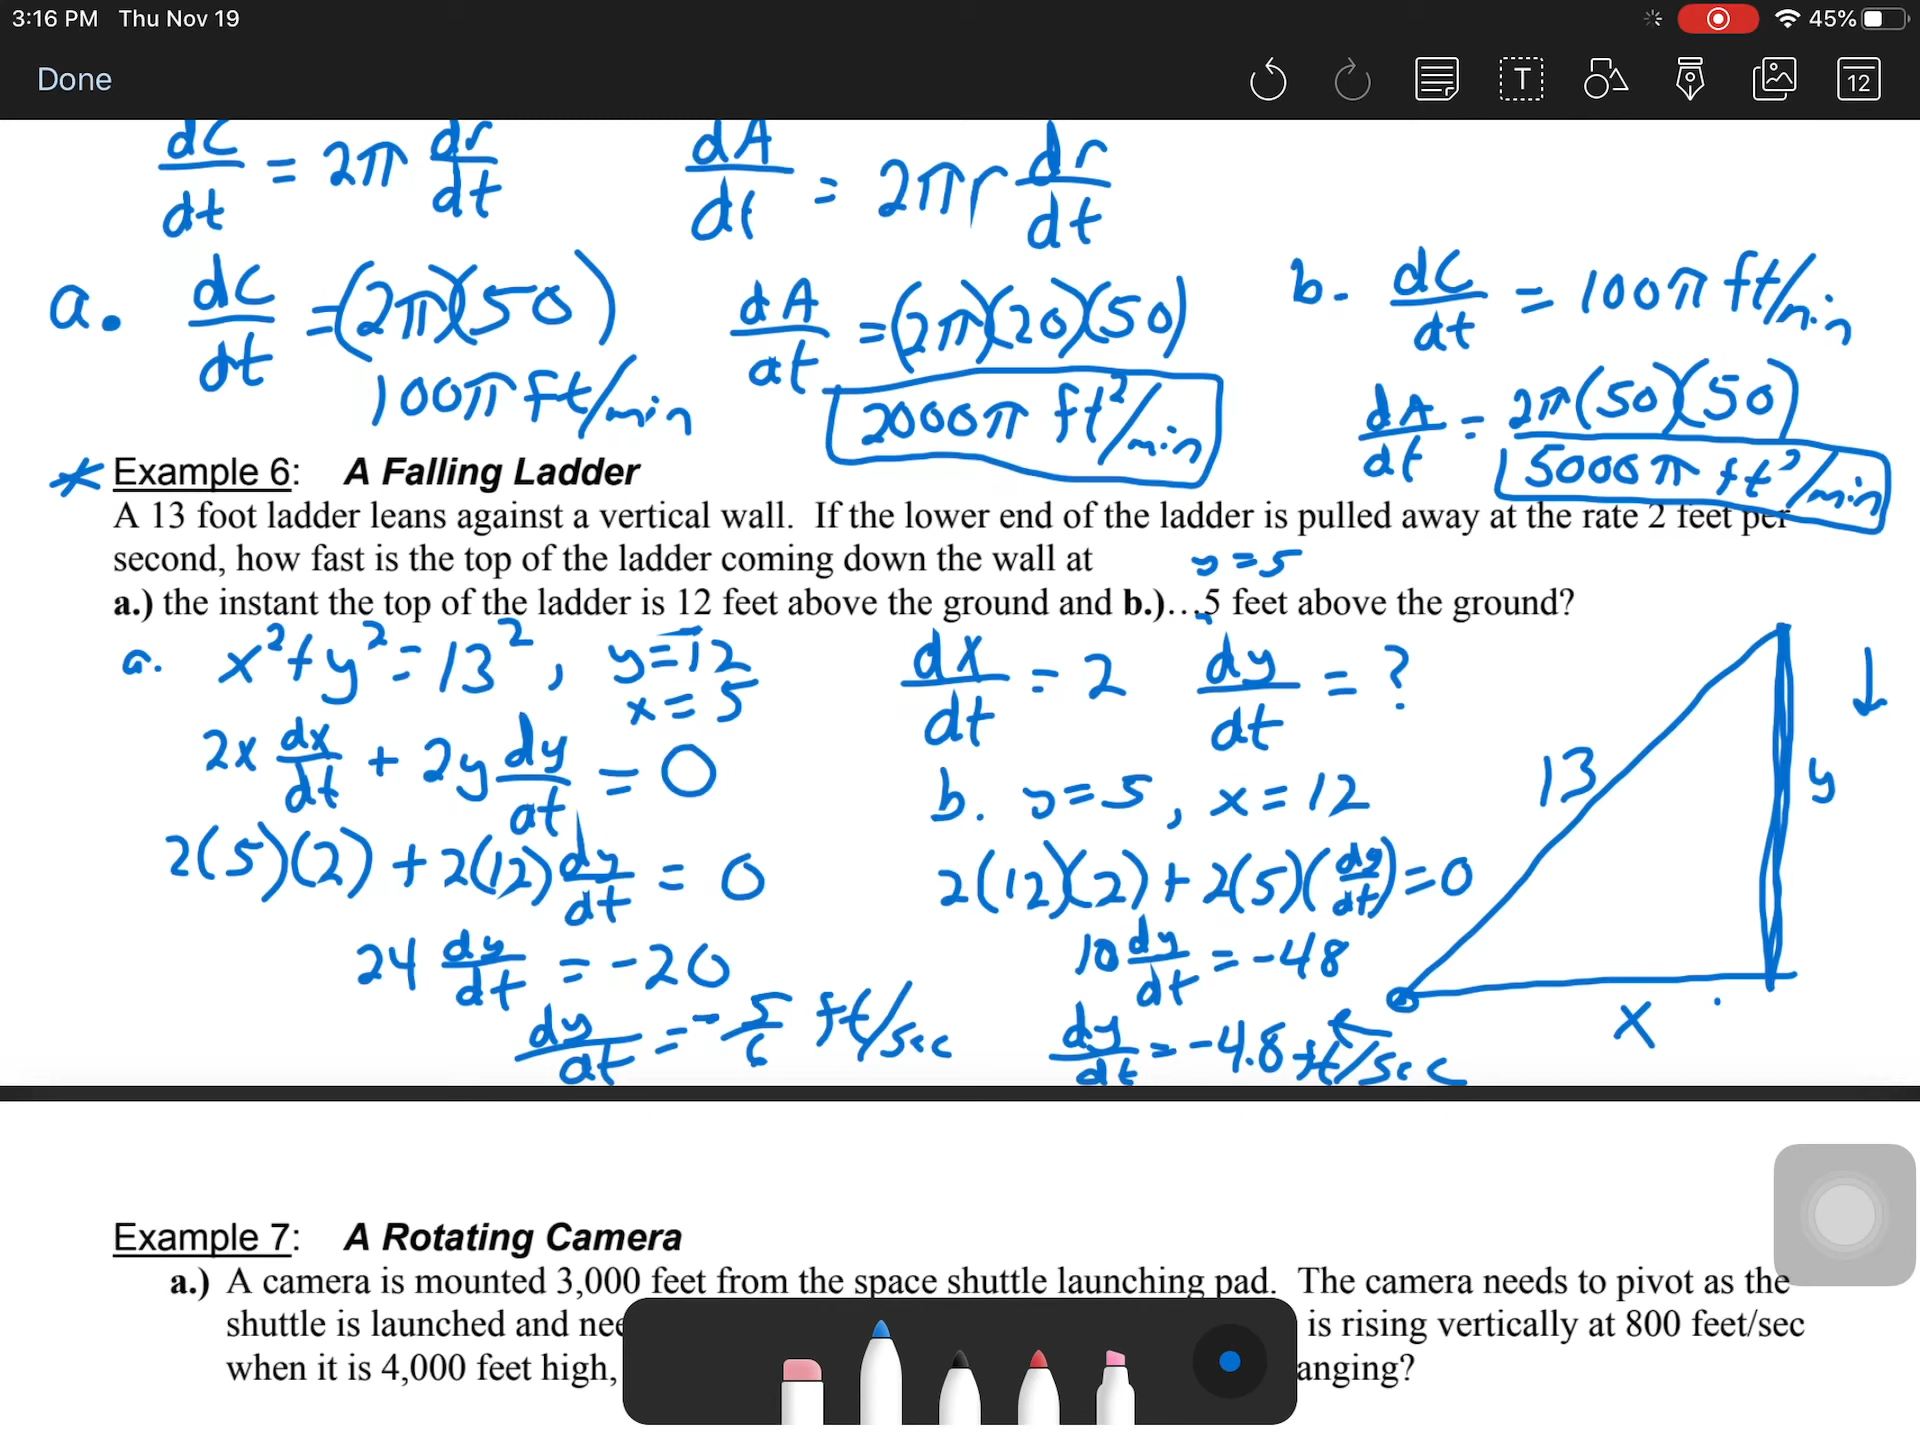 3:16 PM Thu Nov 19 45%
Done T 12
dC/dt = 2π dr/dt dA/dt = 2πr dr/dt
a. dC/dt = (2π)(50) dA/dt = (2π)(20)(50) b. dC/dt = 100π ft/min
100π ft/min 2000π ft²/min dA/dt = 2π(50)(50)
5000π ft²/min
* Example 6: A Falling Ladder
A 13 foot ladder leans against a vertical wall. If the lower end of the ladder is pulled away at the rate 2 feet per
second, how fast is the top of the ladder coming down the wall at y=5
a.) the instant the top of the ladder is 12 feet above the ground and b.)…5 feet above the ground?
a. x²+y²=13², y=12 dx/dt = 2 dy/dt = ?
x=5
2x dx/dt + 2y dy/dt = 0
b. y=5, x=12
13 y
2(5)(2) + 2(12) dy/dt = 0 2(12)(2) + 2(5)(dy/dt) = 0
24 dy/dt = -20 10 dy/dt = -48
dy/dt = -5/6 ft/sec dy/dt = -4.8 ft/sec x
Example 7: A Rotating Camera
a.) A camera is mounted 3,000 feet from the space shuttle launching pad. The camera needs to pivot as the
shuttle is launched and is rising vertically at 800 feet/sec
when it is 4,000 feet high, anging?